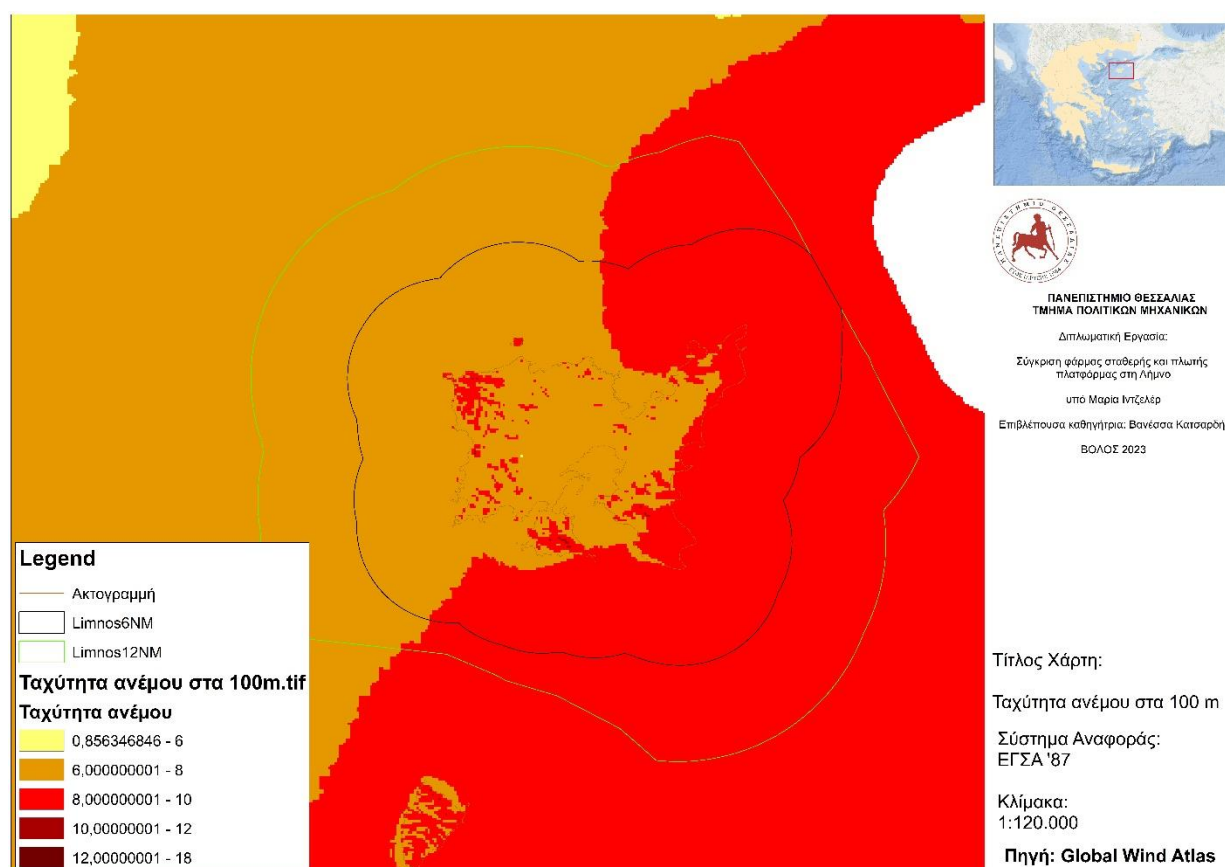 Legend
Ακτογραμμή
Limnos6NM
Limnos12NM
Ταχύτητα ανέμου στα 100m.tif
Ταχύτητα ανέμου
0,856346846 - 6
6,000000001 - 8
8,000000001 - 10
10,00000001 - 12
12,00000001 - 18
ΠΑΝΕΠΙΣΤΗΜΙΟ ΘΕΣΣΑΛΙΑΣ
ΠΑΝΕΠΙΣΤΗΜΙΟ ΘΕΣΣΑΛΙΑΣ
ΤΜΗΜΑ ΠΟΛΙΤΙΚΩΝ ΜΗΧΑΝΙΚΩΝ
Διπλωματική Εργασία:
Σύγκριση φάρμας σταθερής και πλωτής
πλατφόρμας στη Λήμνο
υπό Μαρία Ιντζελέρ
Επιβλέπουσα καθηγήτρια: Βανέσσα Κατσαρδή
ΒΟΛΟΣ 2023
Τίτλος Χάρτη:
Ταχύτητα ανέμου στα 100 m
Σύστημα Αναφοράς:
ΕΓΣΑ '87
Κλίμακα:
1:120.000
Πηγή: Global Wind Atlas